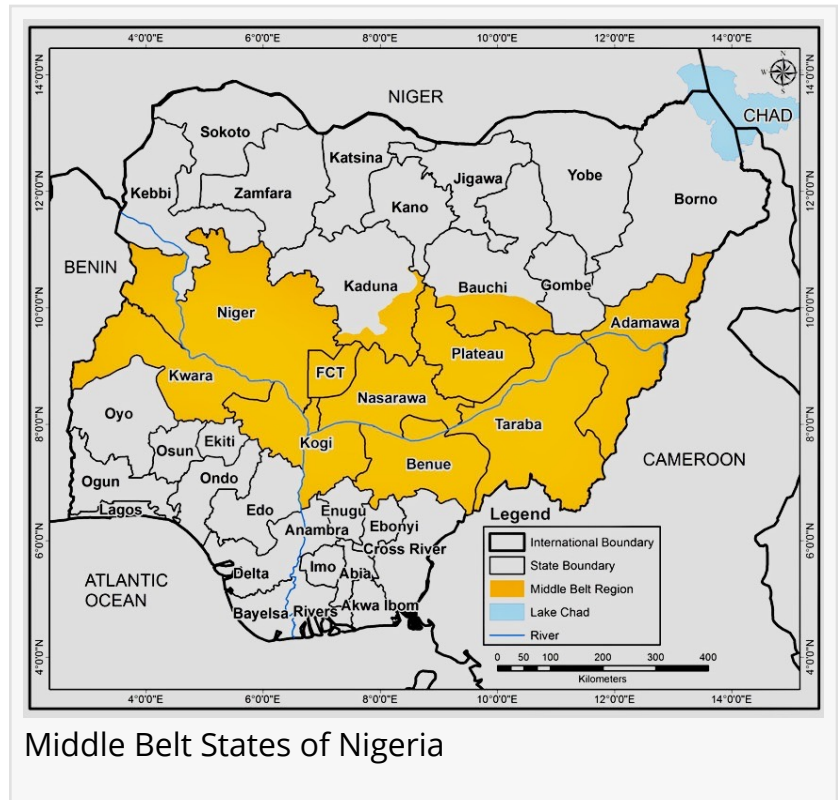 4°0'0"E
6°0'0"E
8°0'0"E
10°0'0"E
12°0'0"E
14°0'0"E
14°0'0"N
14°0'0"N
N
W
S
NIGER
CHAD
Sokoto
Katsina
Jigawa
Yobe
Kebbi
Zamfara
Kano
Borno
12°0'0"N
12°0'0"N
BENIN
Kaduna
Bauchi
Gombe
10°0'0"N
10°0'0"N
Niger
Adamawa
Plateau
FCT
Kwara
Nasarawa
Oyo
Taraba
8°0'0"N
8°0'0"N
Osun
Ekiti
Kogi
Benue
CAMEROON
Ogun
Ondo
Lagos
Edo
Enugu
Anambra
Ebonyi
6°0'0"N
6°0'0"N
Cross River
Delta
Imo
Abia
ATLANTIC
OCEAN
Bayelsa
Rivers
Akwa Ibom
Legend
International Boundary
State Boundary
Middle Belt Region
Lake Chad
River
0 50 100 200 300 400
Kilometers
4°0'0"N
4°0'0"N
4°0'0"E
6°0'0"E
8°0'0"E
10°0'0"E
12°0'0"E
14°0'0"E
Middle Belt States of Nigeria